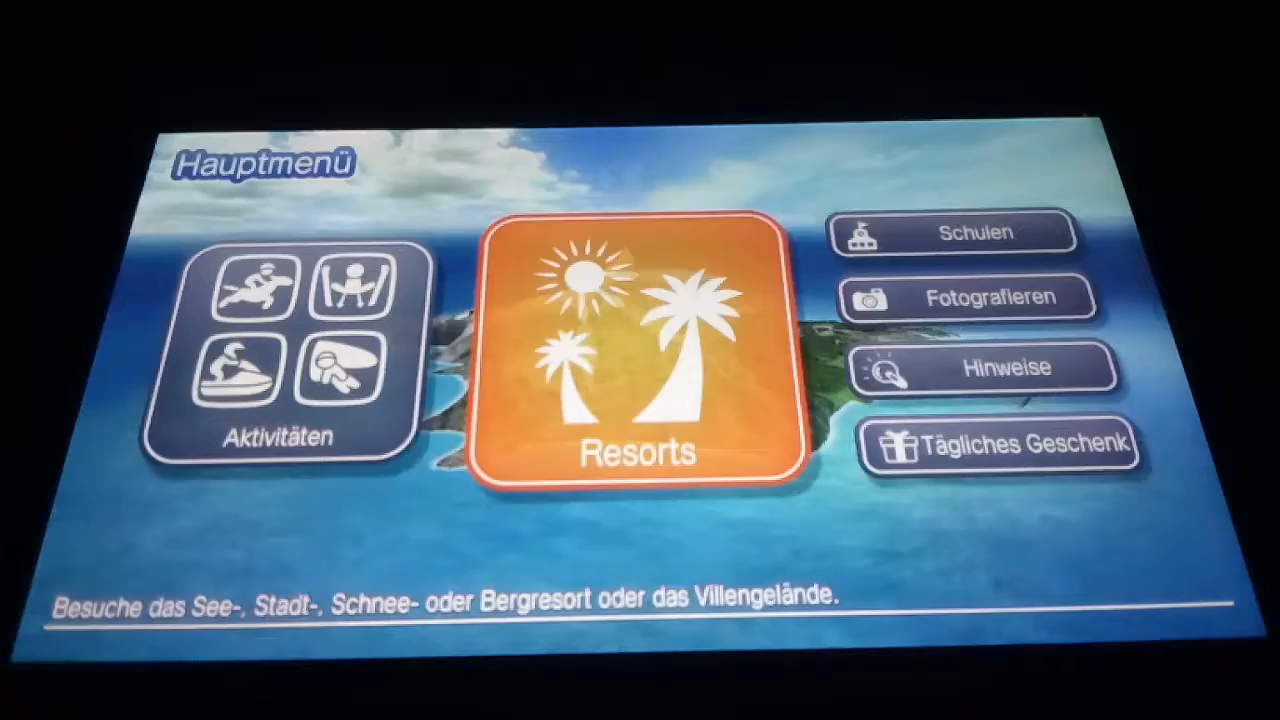 Hauptmenü
Aktivitäten
Resorts
Schulen
Fotografieren
Hinweise
Tägliches Geschenk
Besuche das See-, Stadt-, Schnee- oder Bergresort oder das Villengelände.